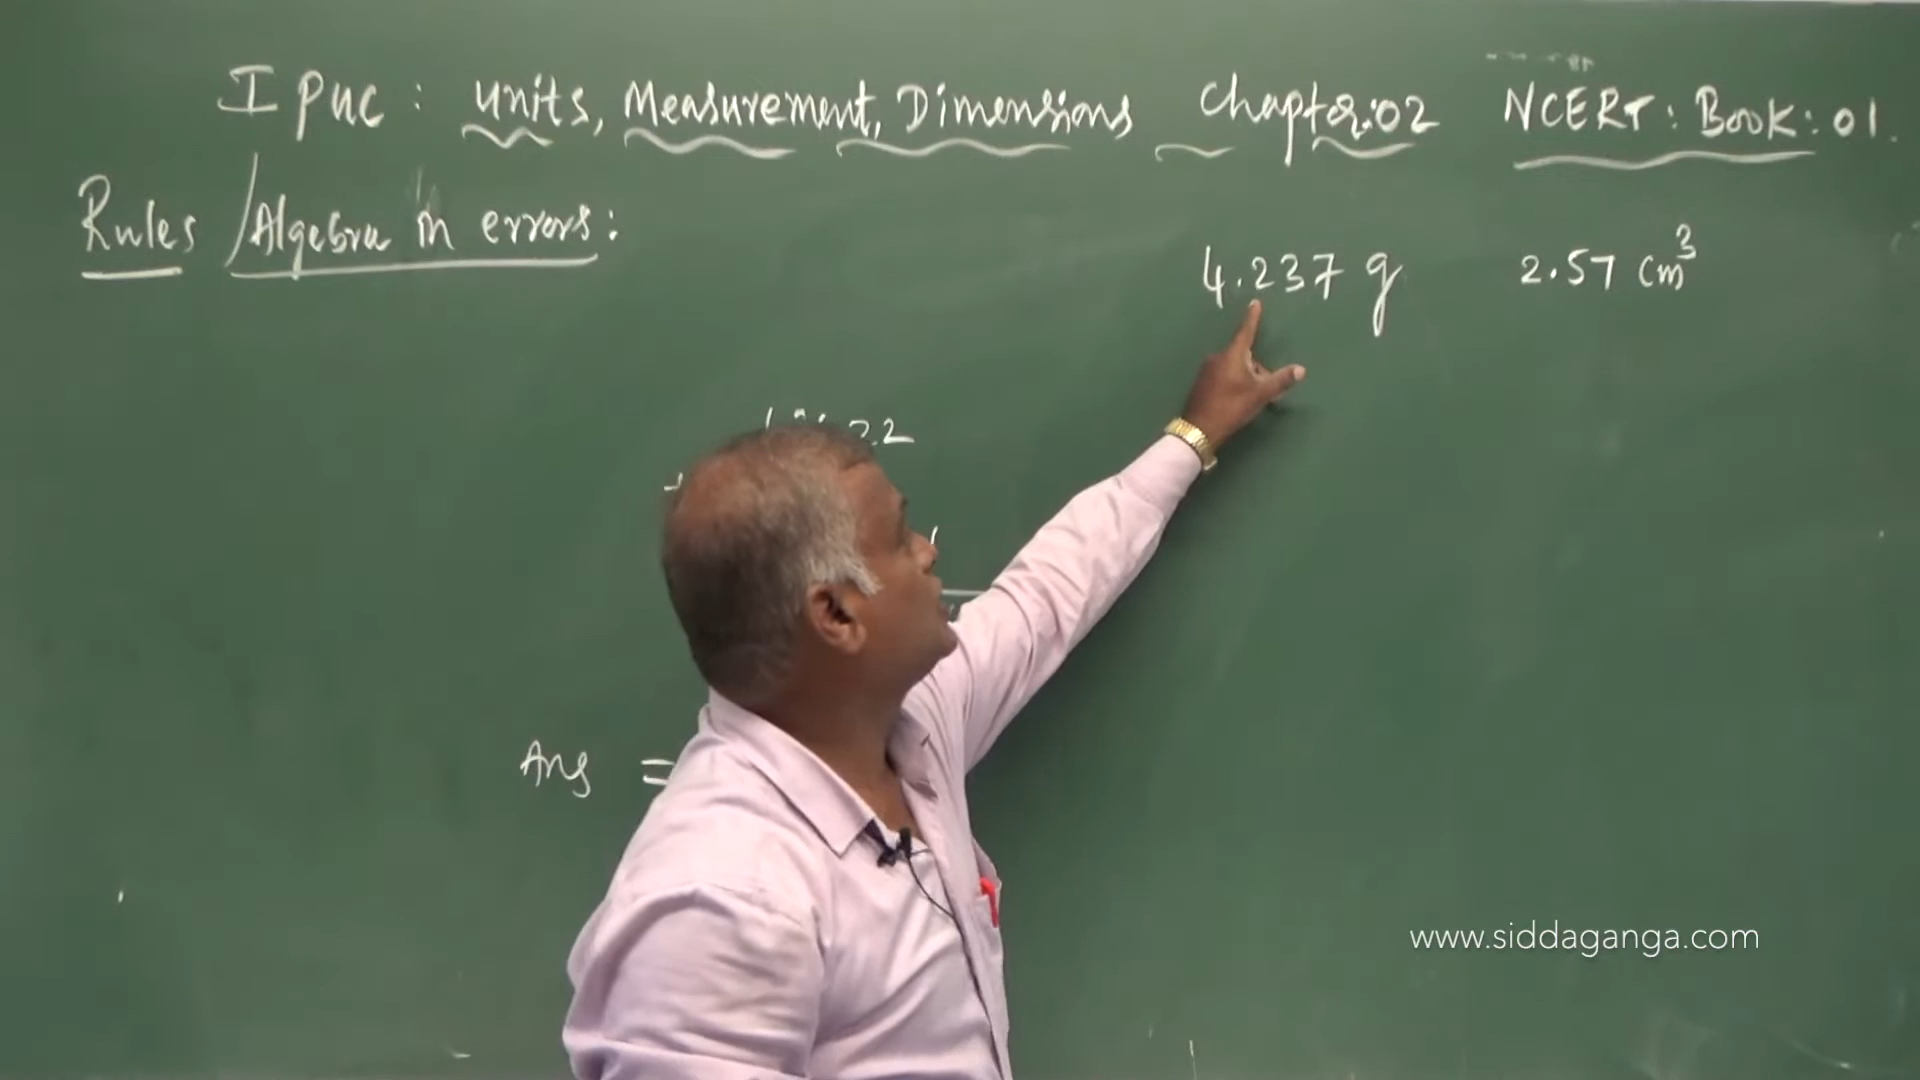 I PUC : Units, Measurement, Dimensions Chapter:02 NCERT: Book: 01.
Rules /Algebra in errors:
4.237 g 2.57 cm³
22
Ans =
www.siddaganga.com